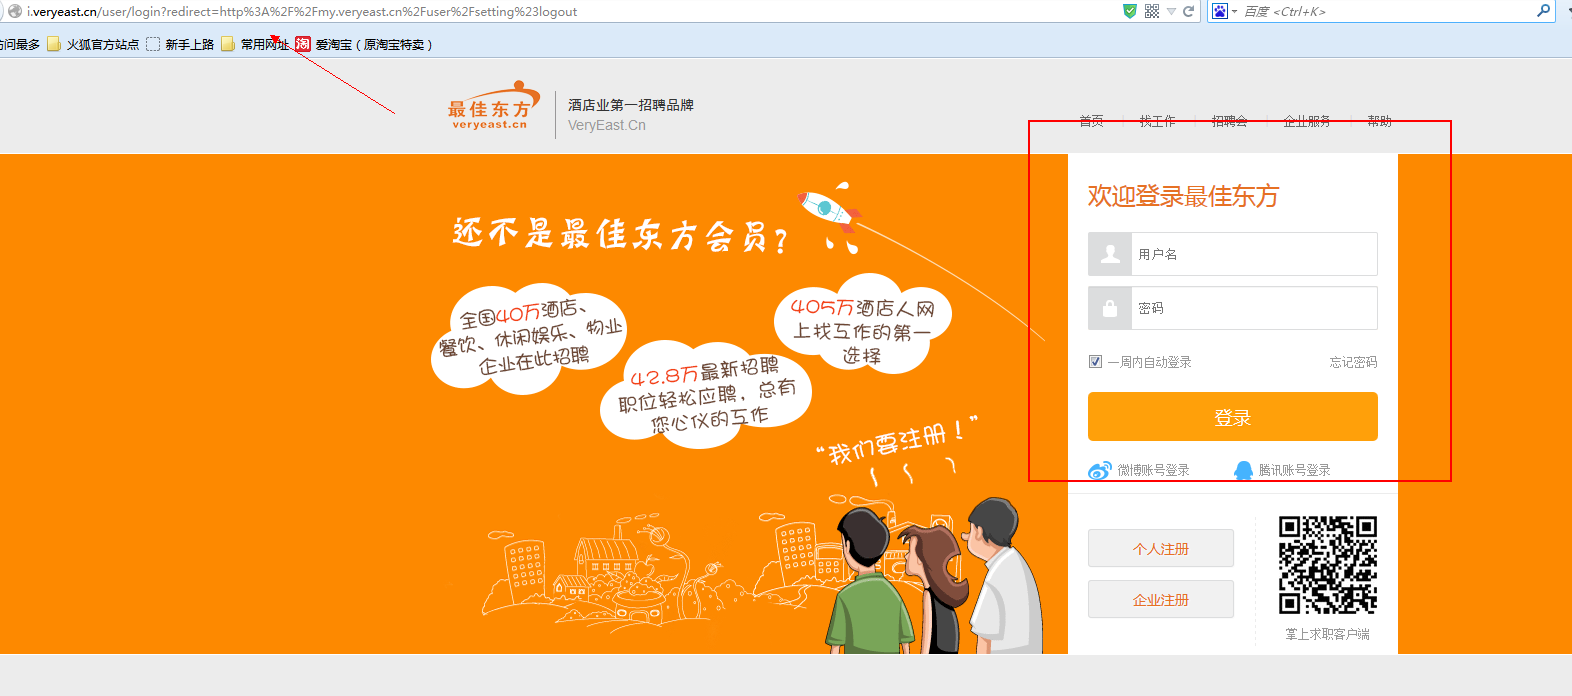 i.veryeast.cn/user/login?redirect=http%3A%2F%2Fmy.veryeast.cn%2Fuser%2Fsetting%23logout
百度 <Ctrl+K>
访问最多 火狐官方站点 新手上路 常用网址 淘 爱淘宝（原淘宝特卖）
最佳东方
veryeast.cn
酒店业第一招聘品牌
VeryEast.Cn
首页 找工作 招聘会 企业服务 帮助
还不是最佳东方会员？
全国40万酒店、
餐饮、休闲娱乐、物业
企业在此招聘
405万酒店人网
上找工作的第一
选择
42.8万最新招聘
职位轻松应聘，总有
您心仪的工作
“我们要注册！”
欢迎登录最佳东方
用户名
密码
一周内自动登录 忘记密码
登录
微博账号登录 腾讯账号登录
个人注册
企业注册
掌上求职客户端